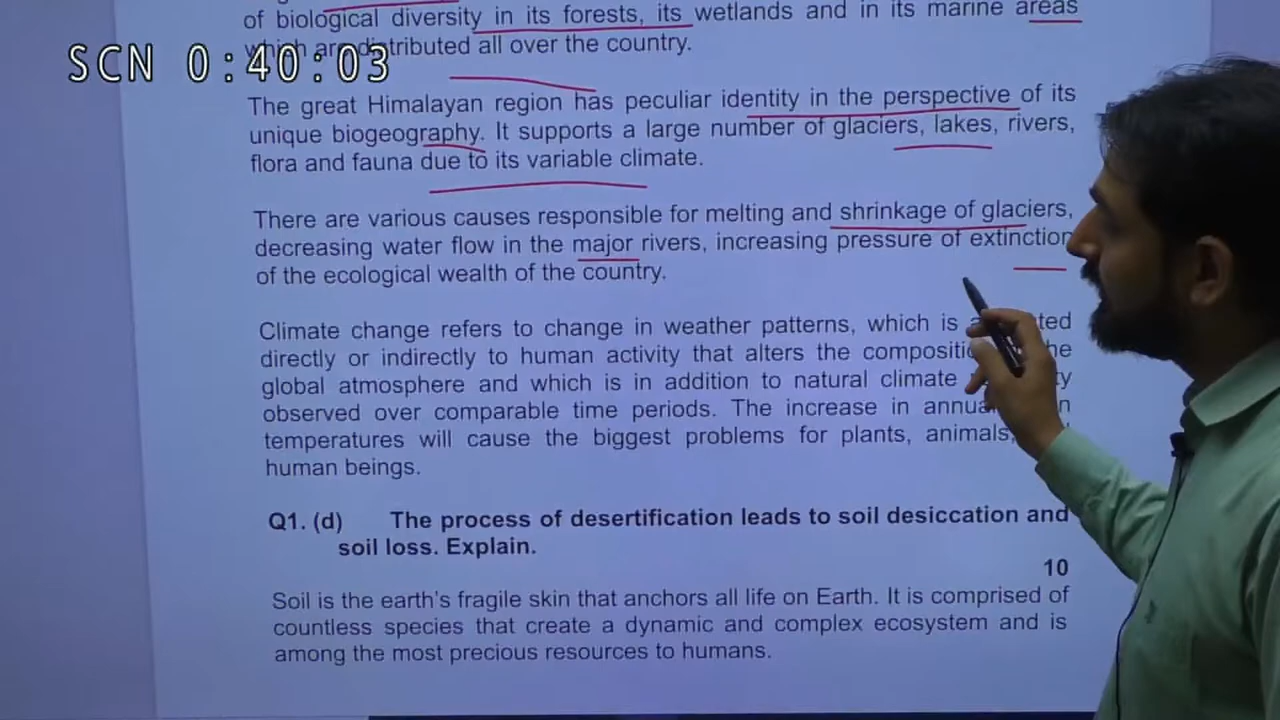 of biological diversity in its forests, its wetlands and in its marine areas
SCN 0:40:03
which are distributed all over the country.
The great Himalayan region has peculiar identity in the perspective of its
unique biogeography. It supports a large number of glaciers, lakes, rivers,
flora and fauna due to its variable climate.
There are various causes responsible for melting and shrinkage of glaciers,
decreasing water flow in the major rivers, increasing pressure of extinction
of the ecological wealth of the country.
Climate change refers to change in weather patterns, which is
directly or indirectly to human activity that alters the
global atmosphere and which is in addition to natural climate
observed over comparable time periods. The increase in
temperatures will cause the biggest problems for plants, animals,
human beings.
Q1. (d) The process of desertification leads to soil desiccation and
soil loss. Explain.
10
Soil is the earth's fragile skin that anchors all life on Earth. It is comprised of
countless species that create a dynamic and complex ecosystem and is
among the most precious resources to humans.